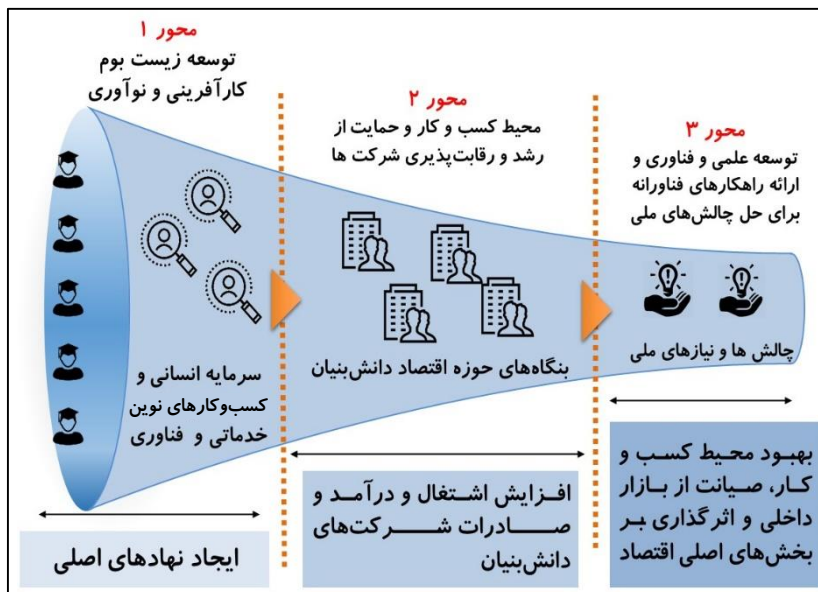 محور ۱
توسعه زیست بوم
کارآفرینی و نوآوری
سرمایه انسانی و
کسب‌وکارهای نوین
خدماتی و فناوری
ایجاد نهادهای اصلی
محور ۲
محیط کسب و کار و حمایت از
رشد و رقابت‌پذیری شرکت ها
بنگاه‌های حوزه اقتصاد دانش‌بنیان
افزایش اشتغال و درآمد و
صادرات شرکت‌های
دانش‌بنیان
محور ۳
توسعه علمی و فناوری و
ارائه راهکارهای فناورانه
برای حل چالش‌های ملی
چالش ها و نیازهای ملی
بهبود محیط کسب و
کار، صیانت از بازار
داخلی و اثرگذاری بر
بخش‌های اصلی اقتصاد